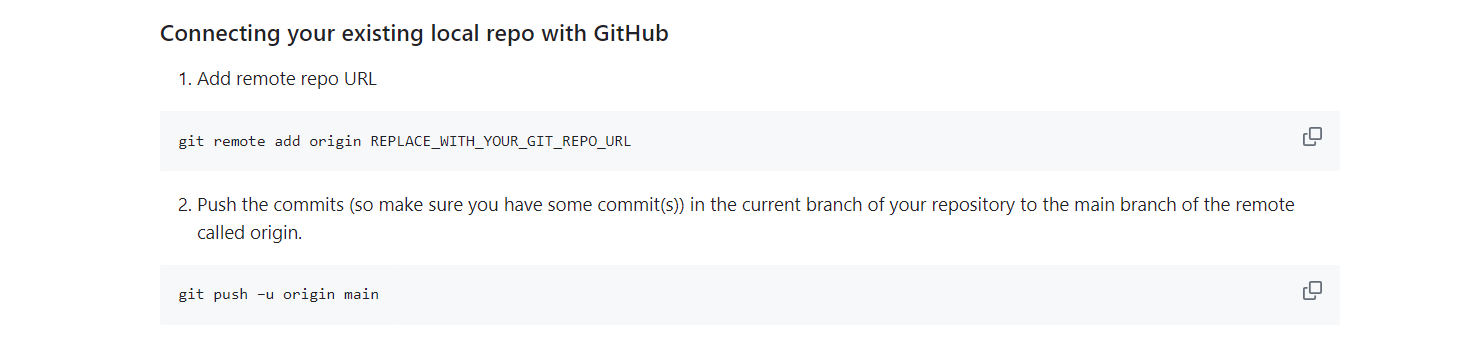 Connecting your existing local repo with GitHub
1. Add remote repo URL
git remote add origin REPLACE_WITH_YOUR_GIT_REPO_URL
2. Push the commits (so make sure you have some commit(s)) in the current branch of your repository to the main branch of the remote
called origin.
git push –u origin main